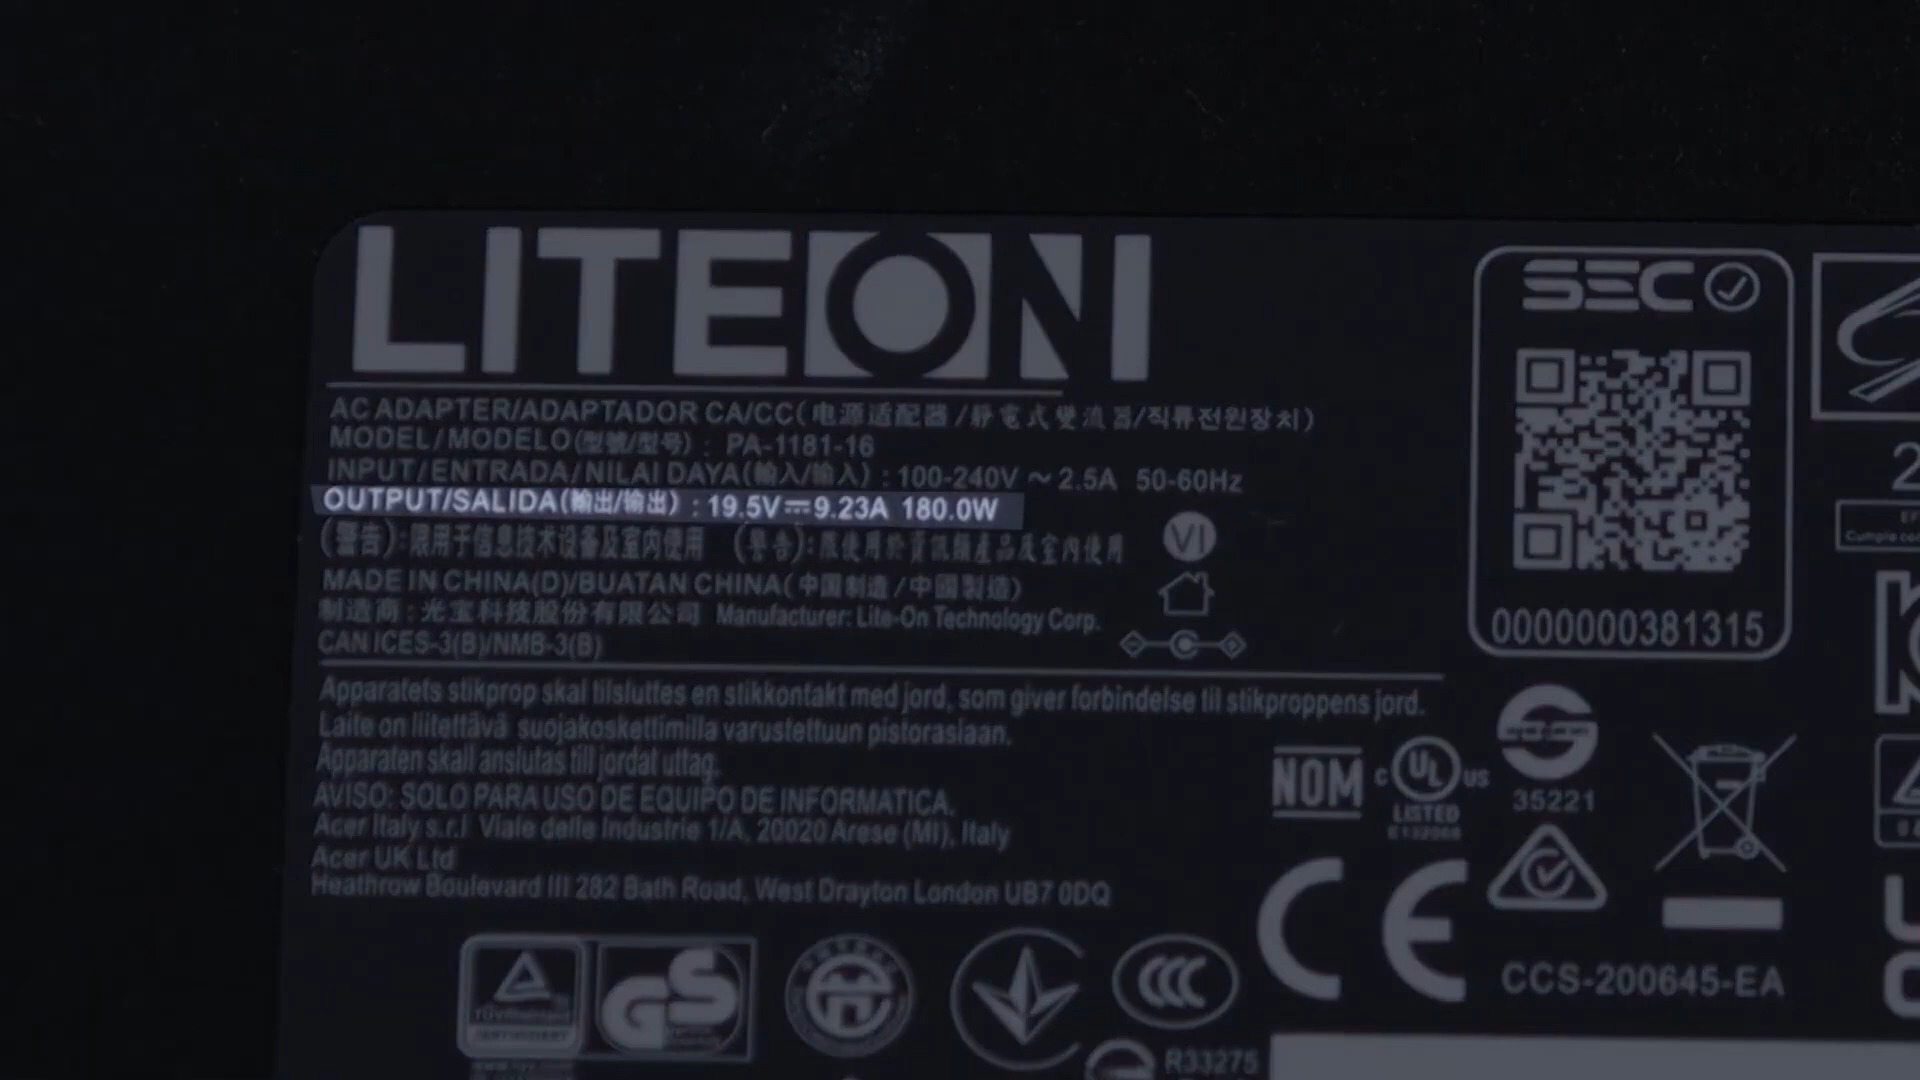 LITEON
AC ADAPTER/ADAPTADOR CA/CC(电源适配器/靜電式變流器/직류전원장치)
MODEL/MODELO(型號/型号) : PA-1181-16
INPUT/ENTRADA/NILAI DAYA(輸入/输入) : 100-240V ~ 2.5A 50-60Hz
OUTPUT/SALIDA(輸出/输出) : 19.5V⎓9.23A 180.0W
(警告):限用于信息技术设备及室内使用 (警告):限使用於資訊類產品及室內使用
MADE IN CHINA(D)/BUATAN CHINA(中国制造/中國製造)
制造商:光宝科技股份有限公司 Manufacturer: Lite-On Technology Corp.
CAN ICES-3(B)/NMB-3(B)
Apparatets stikprop skal tilsluttes en stikkontakt med jord, som giver forbindelse til stikproppens jord.
Laite on liitettävä suojakoskettimilla varustettuun pistorasiaan.
Apparaten skall anslutas till jordat uttag.
AVISO: SOLO PARA USO DE EQUIPO DE INFORMATICA.
Acer Italy s.r.l Viale delle Industrie 1/A, 20020 Arese (MI), Italy
Acer UK Ltd
Heathrow Boulevard III 282 Bath Road, West Drayton London UB7 0DQ
VI
SEC
0000000381315
NOM
C UL US
LISTED
35221
CE
CCS-200645-EA
GS
CCC
R33275